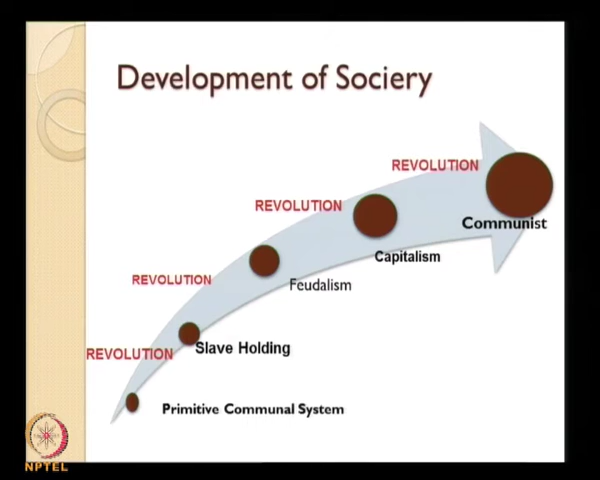 Development of Sociery
REVOLUTION
Communist
REVOLUTION
Capitalism
REVOLUTION
Feudalism
REVOLUTION
Slave Holding
Primitive Communal System
NPTEL